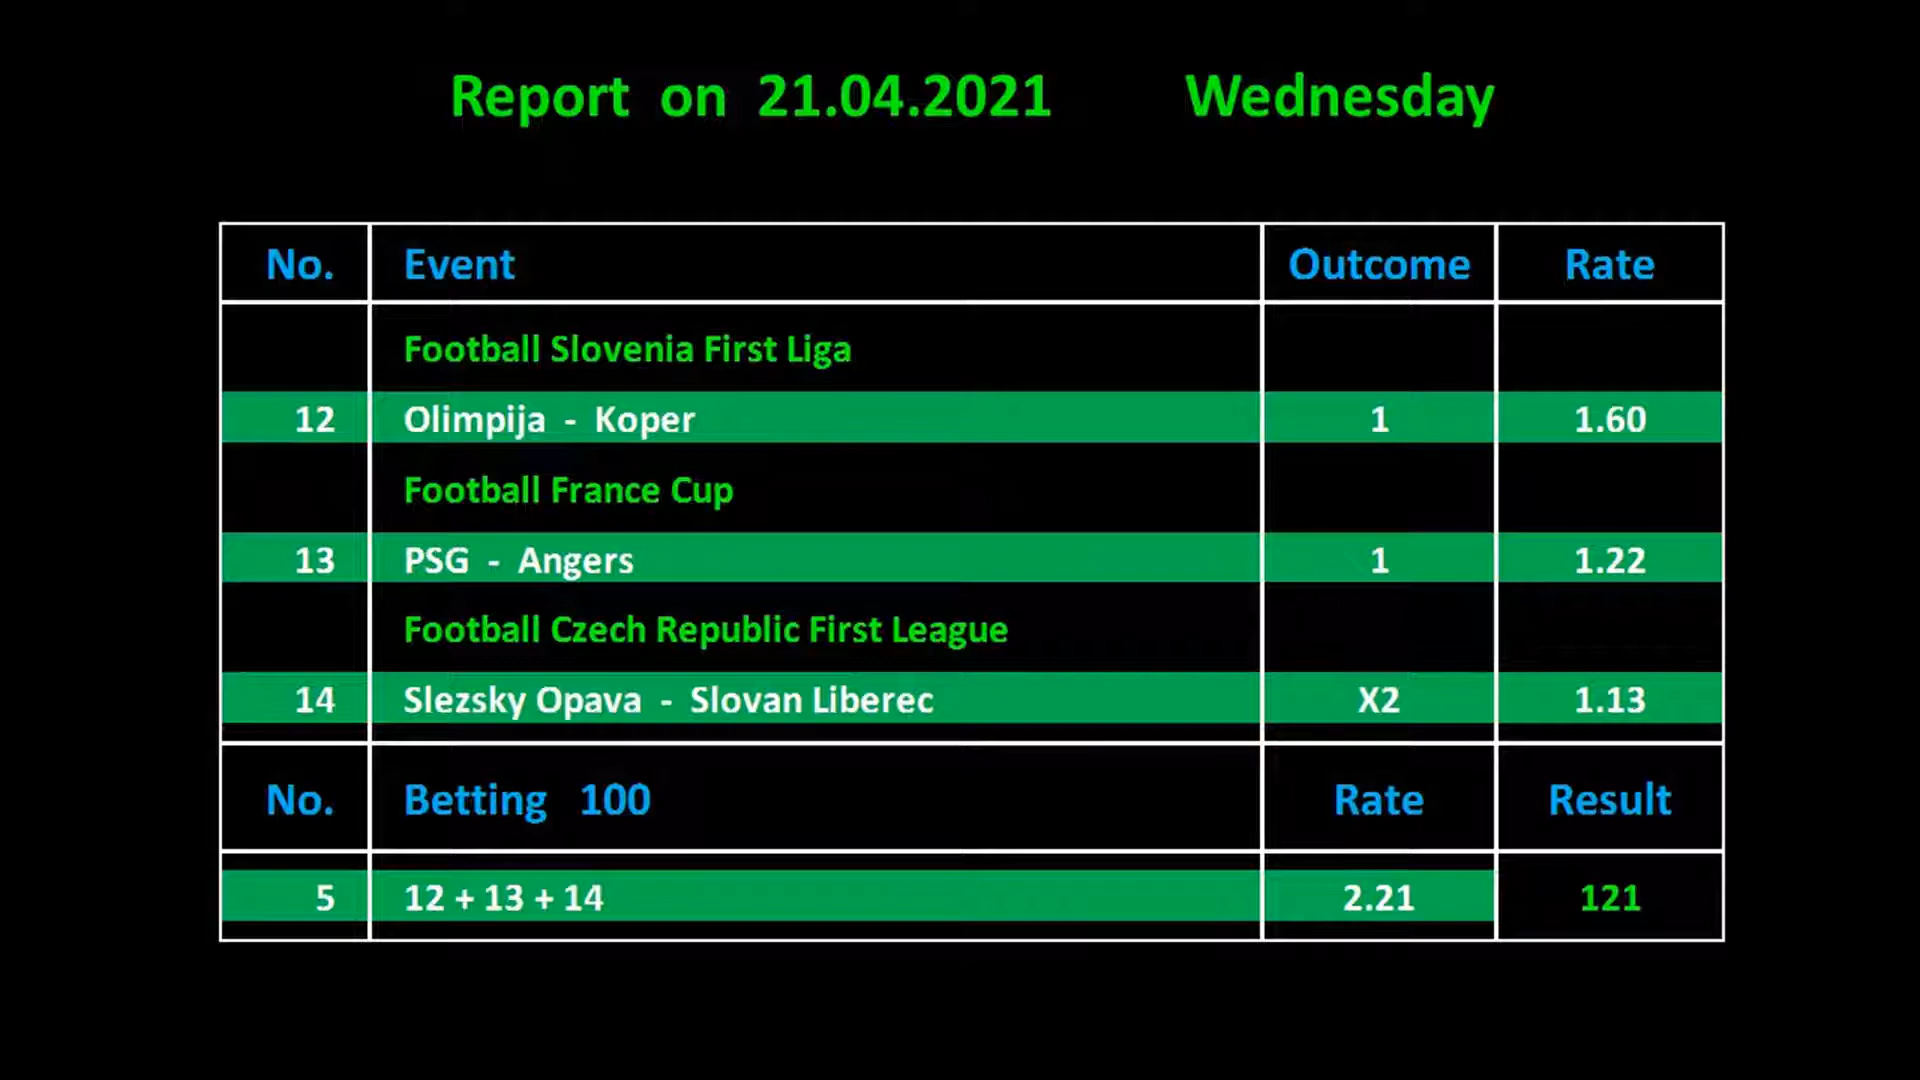 Report on 21.04.2021 Wednesday
No. Event Outcome Rate
Football Slovenia First Liga
12 Olimpija - Koper 1 1.60
Football France Cup
13 PSG - Angers 1 1.22
Football Czech Republic First League
14 Slezsky Opava - Slovan Liberec X2 1.13
No. Betting 100 Rate Result
5 12 + 13 + 14 2.21 121